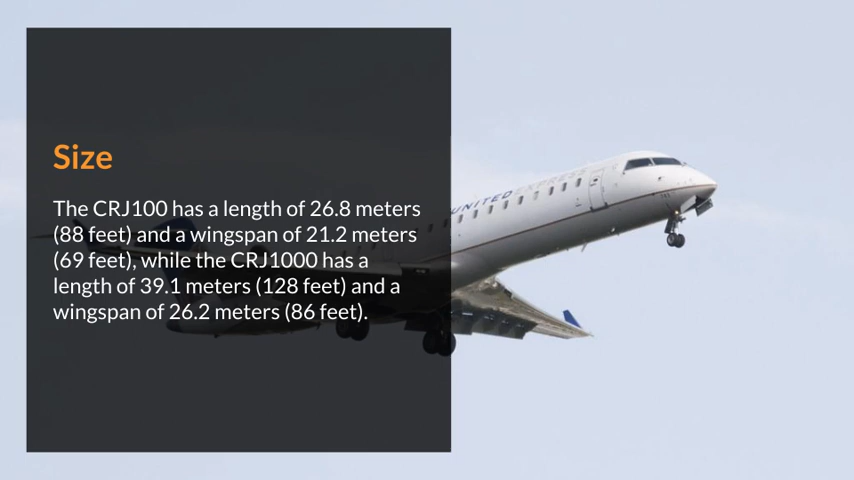 Size
The CRJ100 has a length of 26.8 meters
(88 feet) and a wingspan of 21.2 meters
(69 feet), while the CRJ1000 has a
length of 39.1 meters (128 feet) and a
wingspan of 26.2 meters (86 feet).
UNITED EXPRESS